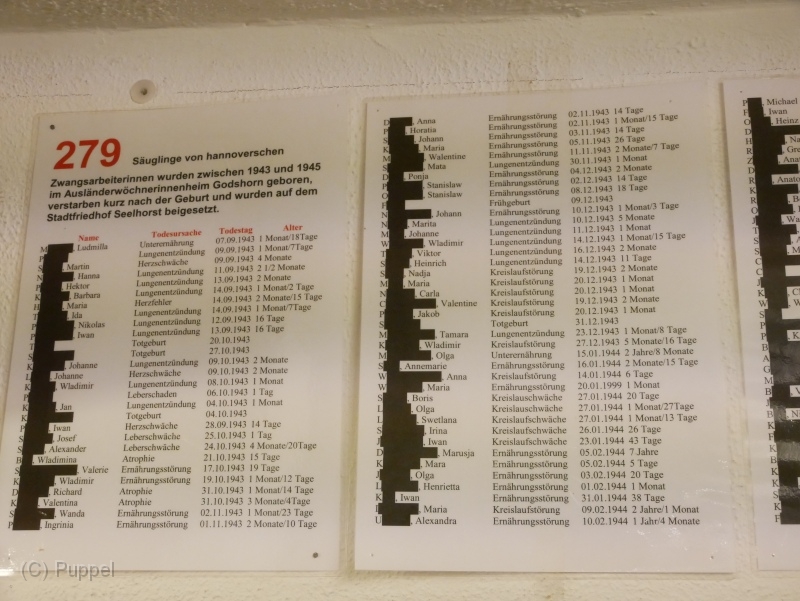 279 Säuglinge von hannoverschen
Zwangsarbeiterinnen wurden zwischen 1943 und 1945
im Ausländerwöchnerinnenheim Godshorn geboren,
verstarben kurz nach der Geburt und wurden auf dem
Stadtfriedhof Seelhorst beigesetzt.
Name Todesursache Todestag Alter
M , Ludmilla Unterernährung 07.09.1943 1 Monat/18Tage
P Lungenentzündung 09.09.1943 1 Monat/7Tage
S , Martin Herzschwäche 09.09.1943 4 Monate
N , Hanna Lungenentzündung 11.09.1943 2 1/2 Monate
P , Hektor Lungenentzündung 13.09.1943 2 Monate
K , Barbara Lungenentzündung 14.09.1943 1 Monat/2 Tage
H , Maria Herzfehler 14.09.1943 2 Monate/15 Tage
T , Ida Lungenentzündung 14.09.1943 1 Monat/7Tage
P , Nikolas Lungenentzündung 12.09.1943 16 Tage
P , Iwan Lungenentzündung 13.09.1943 16 Tage
T Totgeburt 20.10.1943
S Totgeburt 27.10.1943
K , Johanne Lungenentzündung 09.10.1943 2 Monate
L , Johanne Herzschwäche 09.10.1943 2 Monate
K , Wladimir Lungenentzündung 08.10.1943 1 Monat
P Leberschaden 06.10.1943 1 Tag
K , Jan Lungenentzündung 04.10.1943 1 Monat
P Totgeburt 04.10.1943
P , Iwan Herzschwäche 28.09.1943 14 Tage
S , Josef Leberschwäche 25.10.1943 1 Tag
S , Alexander Leberschwäche 24.10.1943 4 Monate/20Tage
B , Wladimina Atrophie 21.10.1943 15 Tage
S , Valerie Ernährungsstörung 17.10.1943 19 Tage
K , Wladimir Ernährungsstörung 19.10.1943 1 Monat/12 Tage
D , Richard Atrophie 31.10.1943 1 Monat/14 Tage
K , Valentina Atrophie 31.10.1943 3 Monate/4Tage
S , Wanda Ernährungsstörung 02.11.1943 1 Monat/23 Tage
P , Ingrinia Ernährungsstörung 01.11.1943 2 Monate/10 Tage
D , Anna Ernährungsstörung 02.11.1943 14 Tage
P , Horatia Ernährungsstörung 02.11.1943 1 Monat/15 Tage
S , Johann Ernährungsstörung 03.11.1943 14 Tage
K , Maria Ernährungsstörung 05.11.1943 26 Tage
M , Walentine Ernährungsstörung 11.11.1943 2 Monate/7 Tage
S , Mata Lungenentzündung 30.11.1943 1 Monat
D , Ponja Ernährungsstörung 04.12.1943 2 Monate
P , Stanislaw Ernährungsstörung 02.12.1943 14 Tage
O , Stanislaw Ernährungsstörung 08.12.1943 18 Tage
F Frühgeburt 09.12.1943
N , Johann Ernährungsstörung 10.12.1943 1 Monat/3 Tage
N , Marita Lungenentzündung 10.12.1943 5 Monate
M , Johanne Lungenentzündung 11.12.1943 1 Monat
W , Wladimir Lungenentzündung 14.12.1943 1 Monat/15 Tage
T , Viktor Lungenentzündung 16.12.1943 2 Monate
S , Heinrich Lungenentzündung 14.12.1943 11 Tage
S , Nadja Kreislaufstörung 19.12.1943 2 Monate
M , Maria Kreislaufstörung 20.12.1943 1 Monat
N , Carla Kreislaufstörung 20.12.1943 1 Monat
C , Valentine Kreislaufstörung 19.12.1943 2 Monate
P , Jakob Kreislaufstörung 20.12.1943 1 Monat
S Totgeburt 31.12.1943
M , Tamara Lungenentzündung 23.12.1943 1 Monat/8 Tage
K , Wladimir Kreislaufstörung 27.12.1943 5 Monate/16 Tage
M , Olga Unterernährung 15.01.1944 2 Jahre/8 Monate
S , Annemarie Ernährungsstörung 16.01.1944 2 Monate/15 Tage
W , Anna Kreislaufstörung 14.01.1944 6 Tage
W , Maria Ernährungsstörung 20.01.1999 1 Monat
S , Boris Kreislauschwäche 27.01.1944 20 Tage
L , Olga Kreislauschwäche 27.01.1944 1 Monat/27Tage
L , Swetlana Kreislaufstörung 27.01.1944 1 Monat/13 Tage
S , Irina Kreislaufschwäche 26.01.1944 26 Tage
J , Iwan Kreislaufschwäche 23.01.1944 43 Tage
D , Marusja Ernährungsstörung 05.02.1944 7 Jahre
K , Mara Ernährungsstörung 05.02.1944 5 Tage
J , Olga Ernährungsstörung 03.02.1944 20 Tage
L , Henrietta Ernährungsstörung 01.02.1944 1 Monat
K , Iwan Ernährungsstörung 31.01.1944 38 Tage
D , Maria Kreislaufstörung 09.02.1944 2 Jahre/1 Monat
U , Alexandra Ernährungsstörung 10.02.1944 1 Jahr/4 Monate
P , Michael
F , Iwan
O , Heinz
(C) Puppel